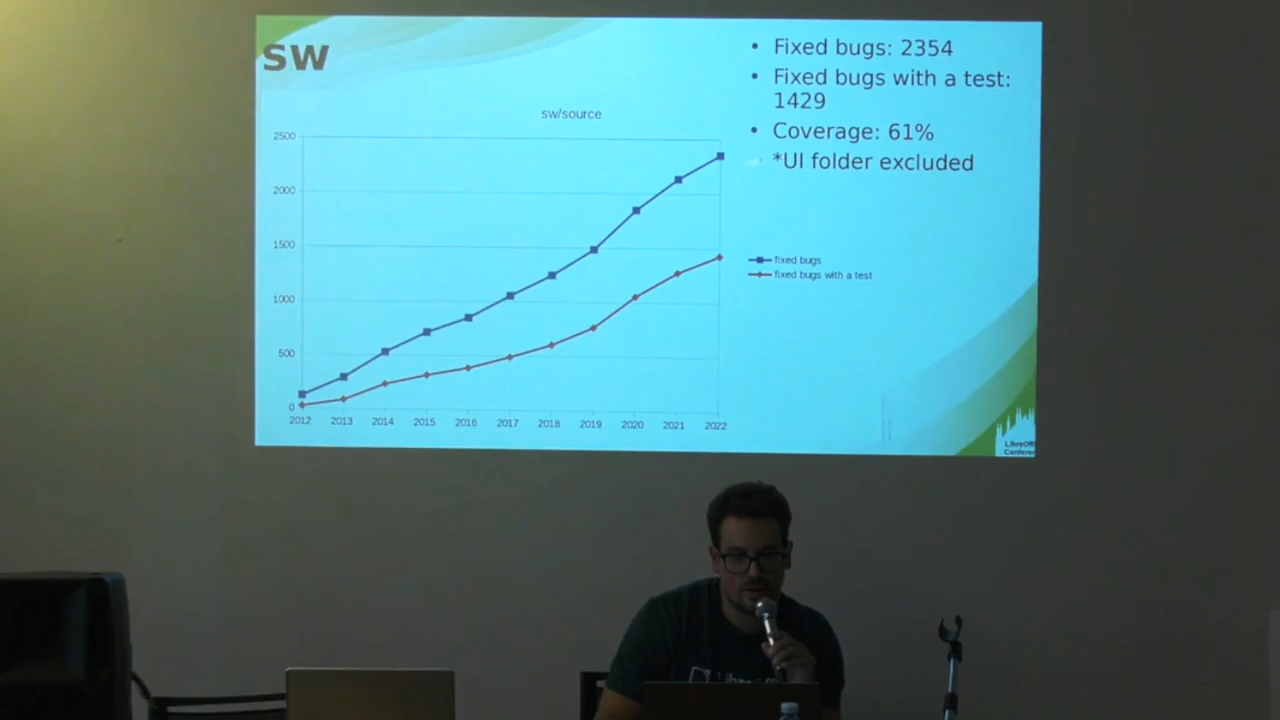 sw
• Fixed bugs: 2354
• Fixed bugs with a test:
1429
• Coverage: 61%
*UI folder excluded
sw/source
2500
2000
1500
1000
500
0
2012 2013 2014 2015 2016 2017 2018 2019 2020 2021 2022
fixed bugs
fixed bugs with a test